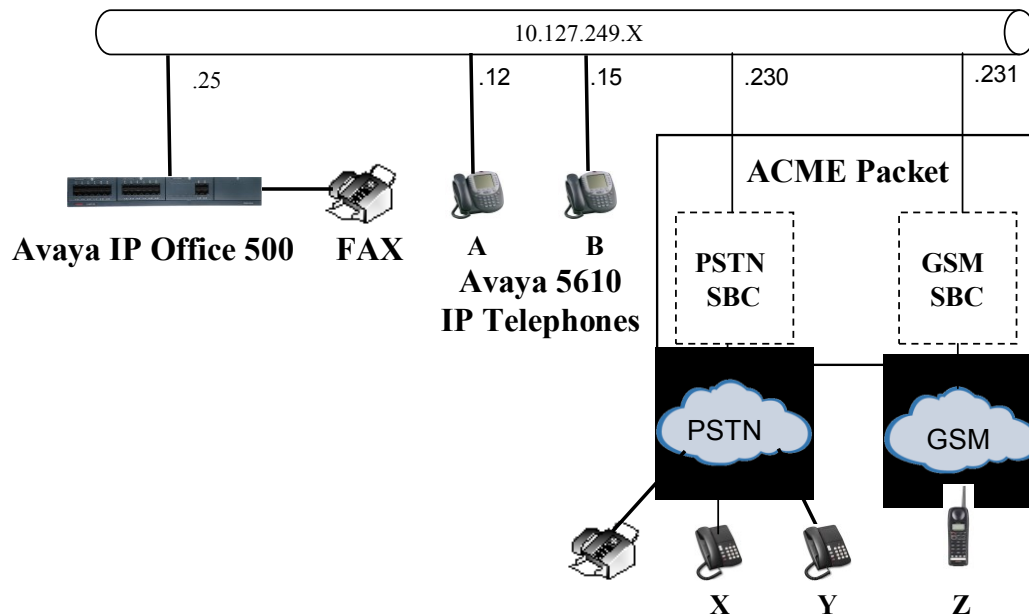 10.127.249.X
.25
.12
.15
.230
.231
ACME Packet
Avaya IP Office 500
FAX
A
B
Avaya 5610
IP Telephones
PSTN
SBC
GSM
SBC
PSTN
GSM
X
Y
Z